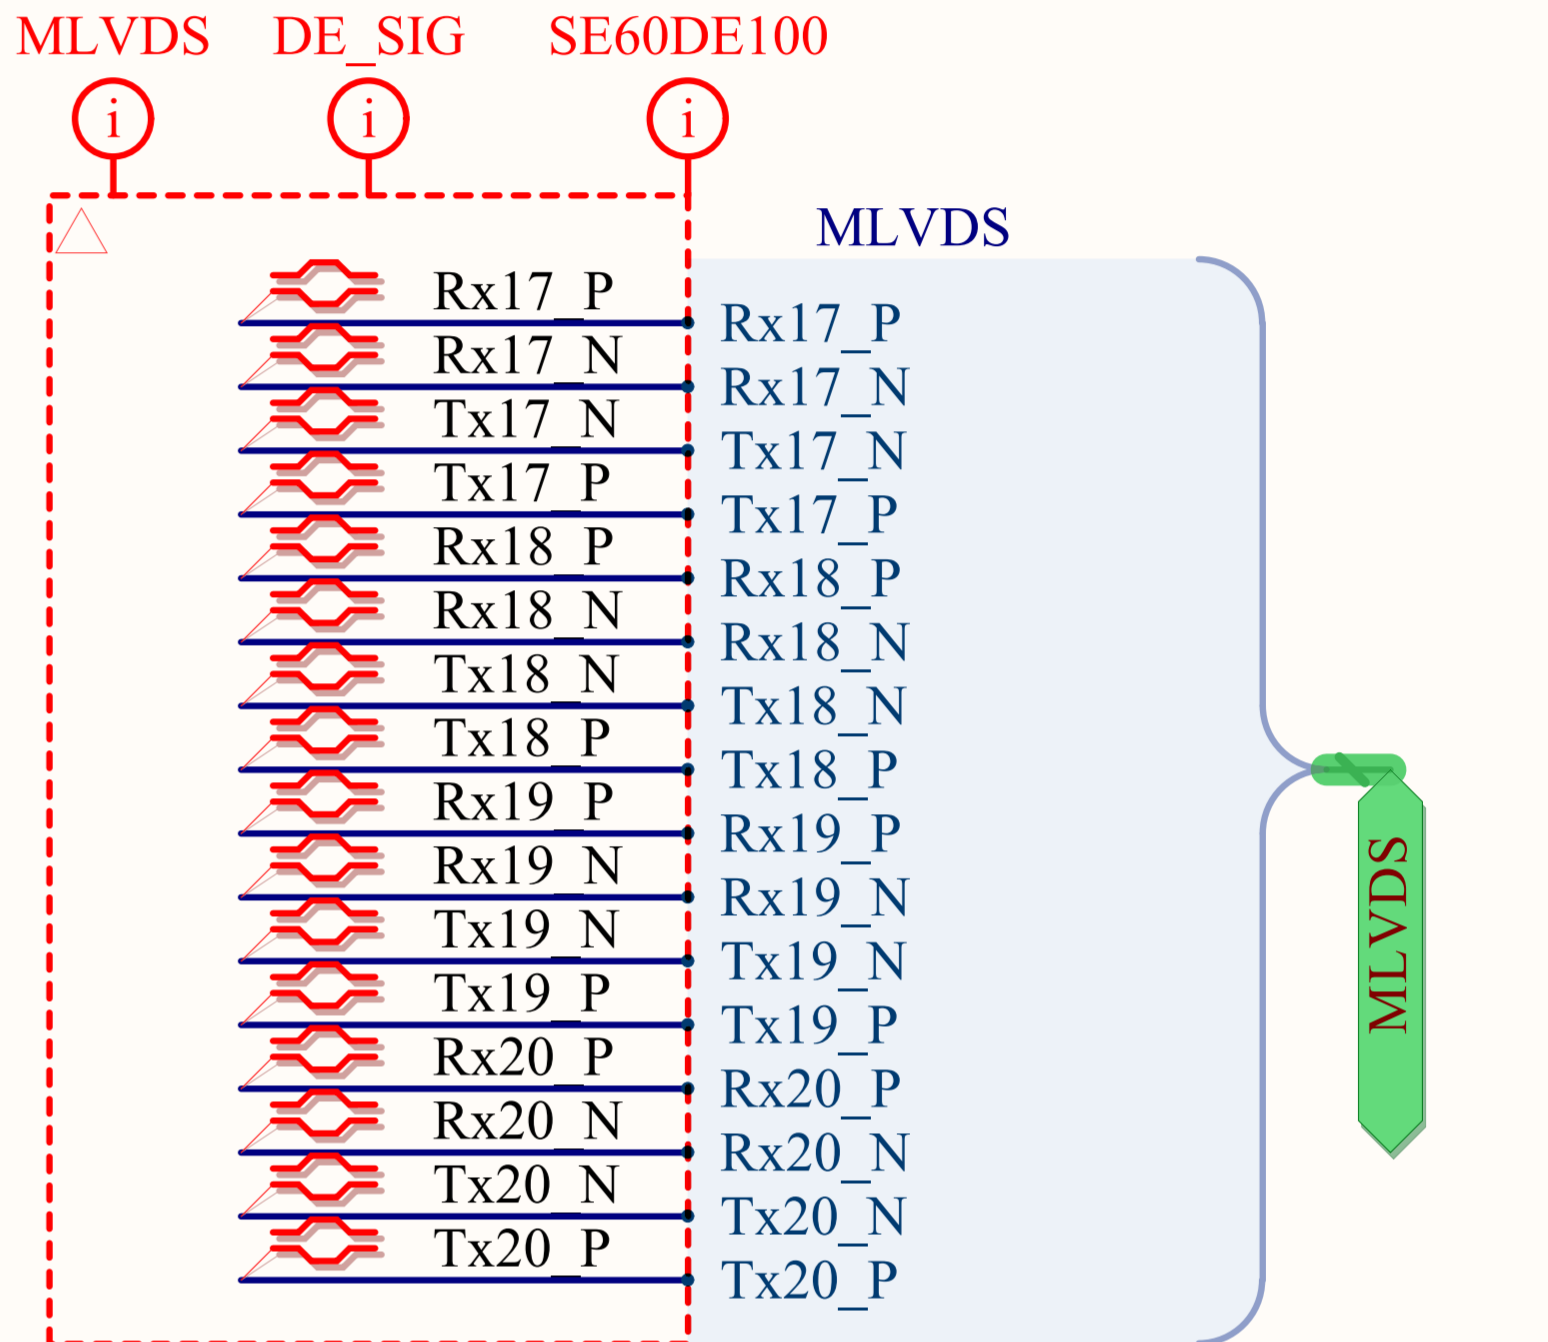 MLVDS DE_SIG SE60DE100
i i i
MLVDS
Rx17_P Rx17_P
Rx17_N Rx17_N
Tx17_N Tx17_N
Tx17_P Tx17_P
Rx18_P Rx18_P
Rx18_N Rx18_N
Tx18_N Tx18_N
Tx18_P Tx18_P
Rx19_P Rx19_P
Rx19_N Rx19_N
Tx19_N Tx19_N
Tx19_P Tx19_P
Rx20_P Rx20_P
Rx20_N Rx20_N
Tx20_N Tx20_N
Tx20_P Tx20_P
MLVDS